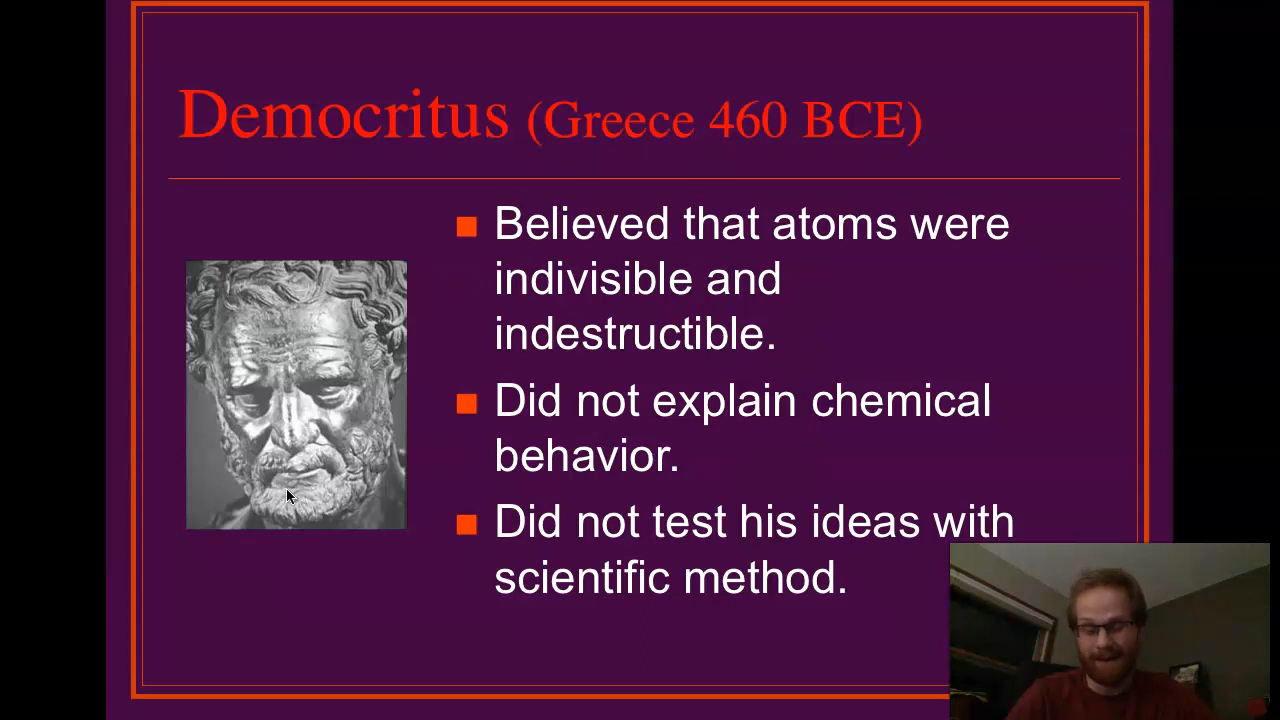 Democritus (Greece 460 BCE)
Believed that atoms were
indivisible and
indestructible.
Did not explain chemical
behavior.
Did not test his ideas with
scientific method.